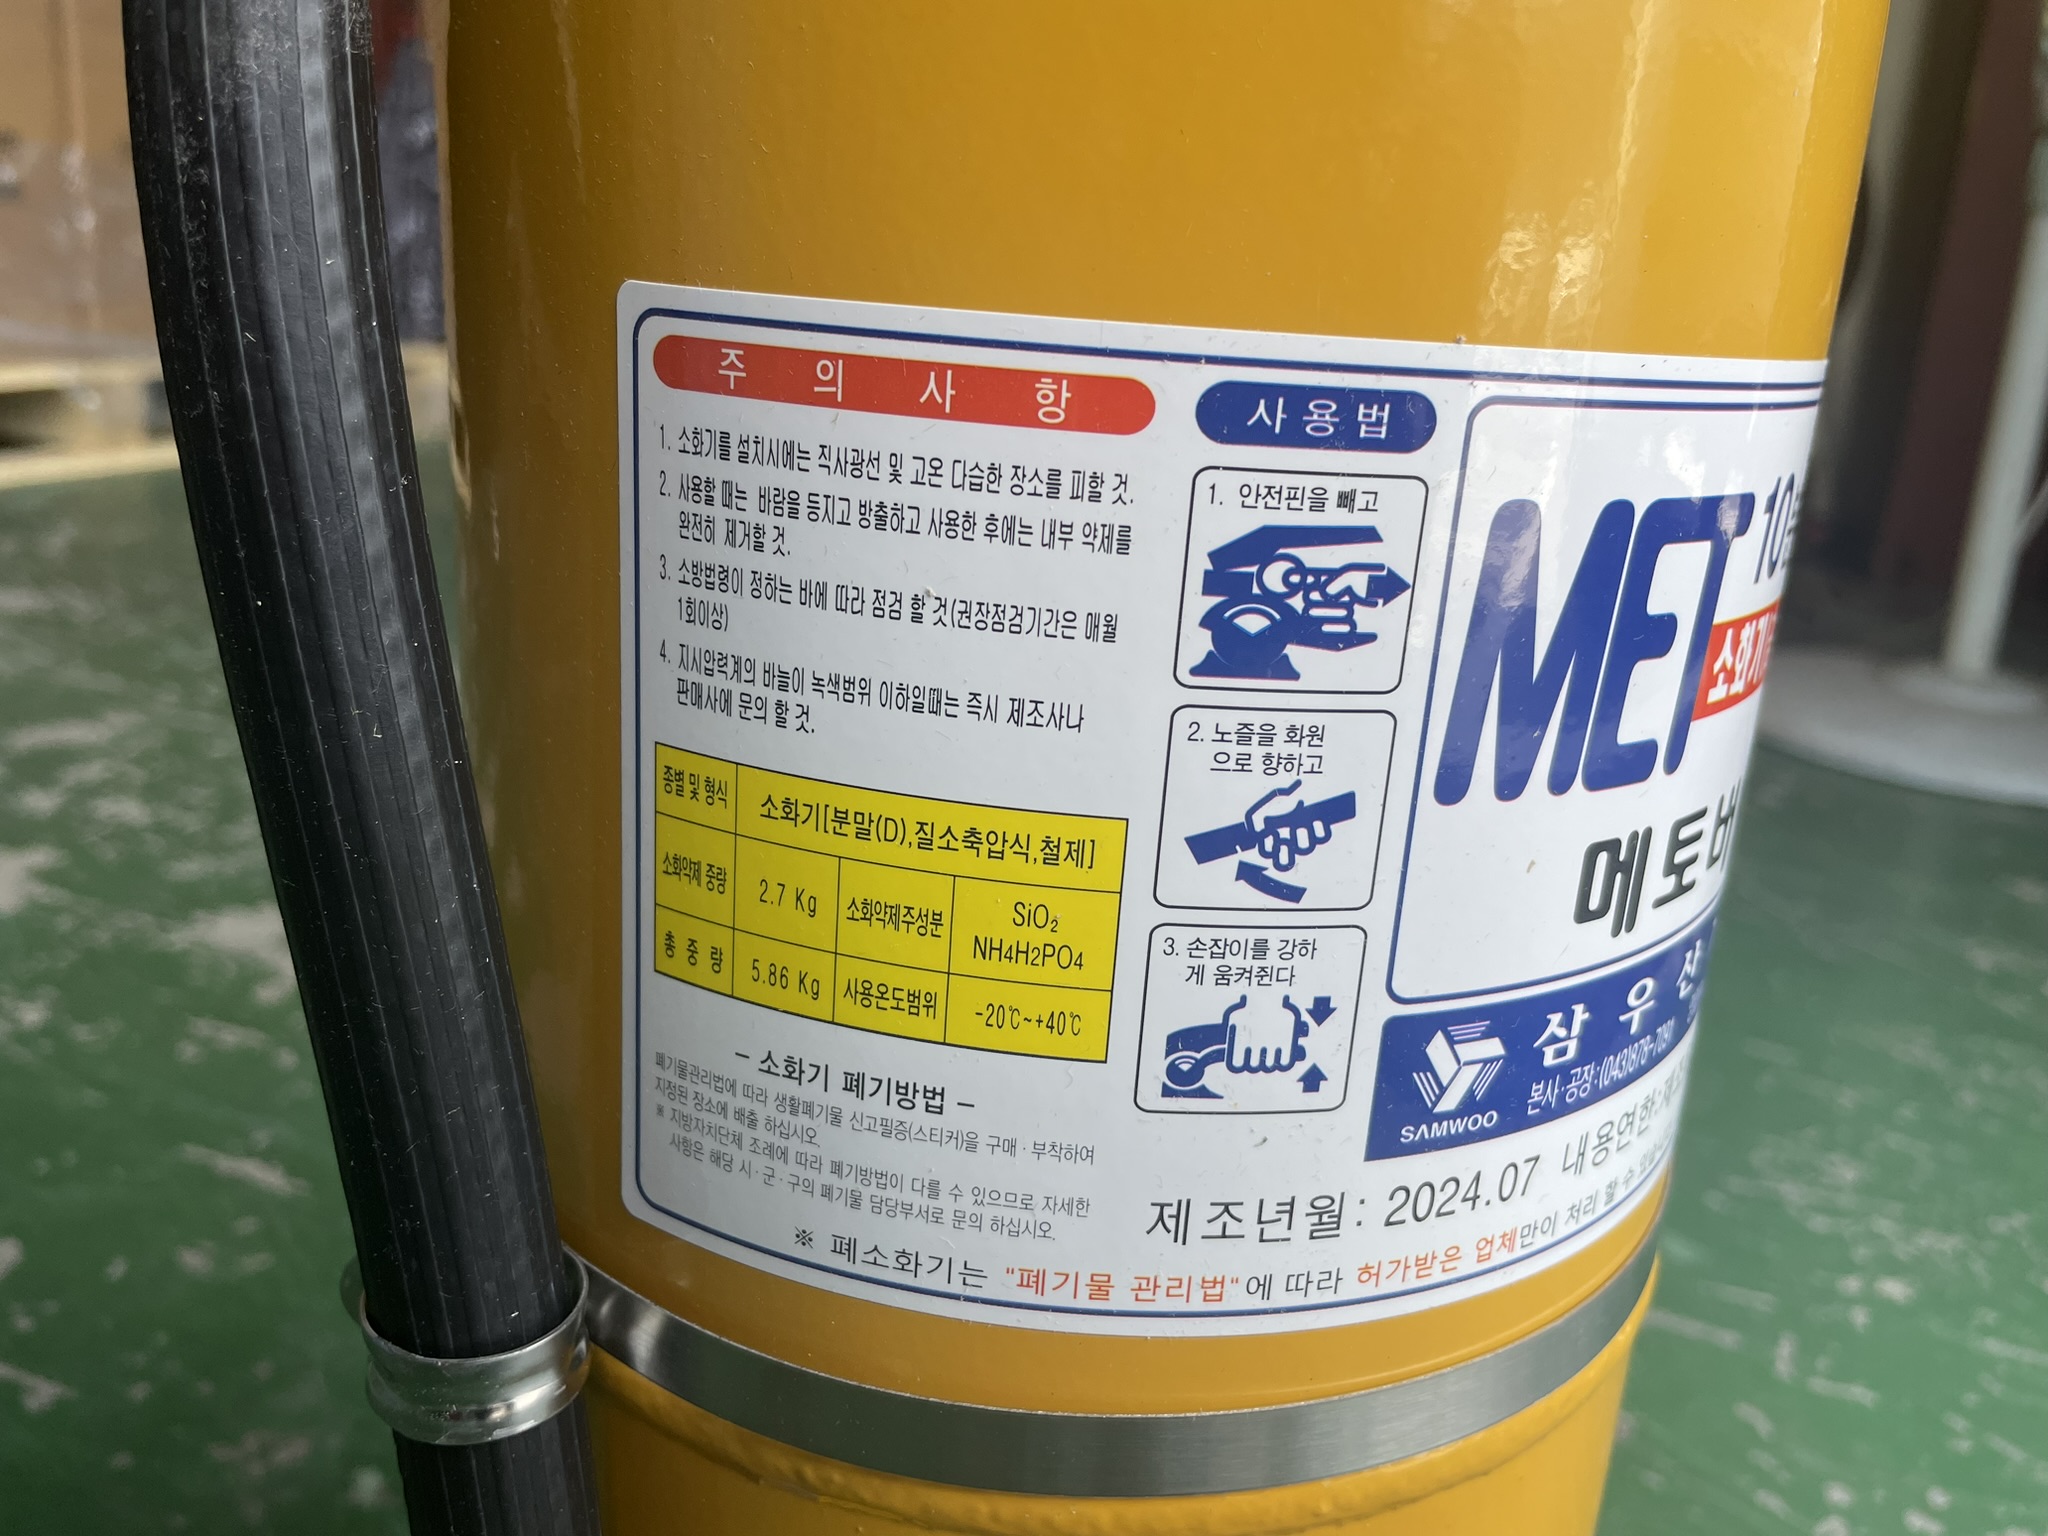 주의사항
1. 소화기를 설치시에는 직사광선 및 고온 다습한 장소를 피할 것.
2. 사용할 때는 바람을 등지고 방출하고 사용한 후에는 내부 약제를
완전히 제거할 것.
3. 소방법령이 정하는 바에 따라 점검 할 것(권장점검기간은 매월
1회이상)
4. 지시압력계의 바늘이 녹색범위 이하일때는 즉시 제조사나
판매사에 문의 할 것.
종별 및 형식 소화기[분말(D),질소축압식,철제]
소화약제 중량 2.7 Kg 소화약제주성분 SiO₂
NH4H2PO4
총 중 량 5.86 Kg 사용온도범위 -20℃~+40℃
- 소화기 폐기방법 -
폐기물관리법에 따라 생활폐기물 신고필증(스티커)을 구매·부착하여
지정된 장소에 배출 하십시오.
※ 지방자치단체 조례에 따라 폐기방법이 다를 수 있으므로 자세한
사항은 해당 시·군·구의 폐기물 담당부서로 문의 하십시오.
사용법
1. 안전핀을 빼고
2. 노즐을 화원
으로 향하고
3. 손잡이를 강하
게 움켜쥔다
MET
소화기
메토
삼우
SAMWOO
본사·공장:(043)878-7091
제조년월: 2024.07 내용연한:
※ 폐소화기는 "폐기물 관리법"에 따라 허가받은 업체만이 처리 할 수